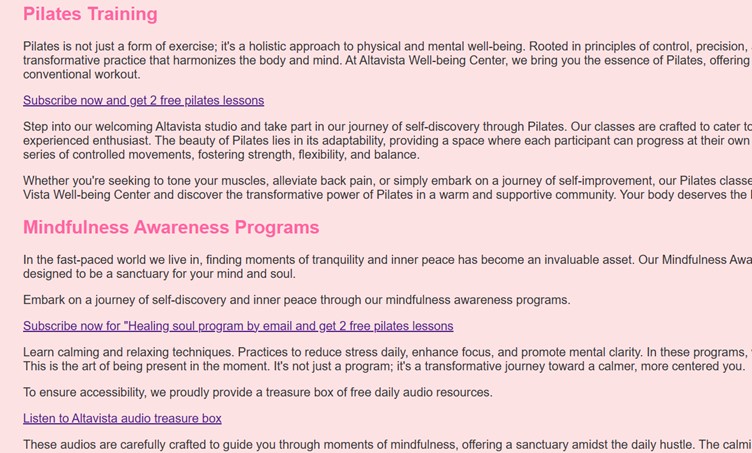 Pilates Training
Pilates is not just a form of exercise; it's a holistic approach to physical and mental well-being. Rooted in principles of control, precision,
transformative practice that harmonizes the body and mind. At Altavista Well-being Center, we bring you the essence of Pilates, offering
conventional workout.
Subscribe now and get 2 free pilates lessons
Step into our welcoming Altavista studio and take part in our journey of self-discovery through Pilates. Our classes are crafted to cater to
experienced enthusiast. The beauty of Pilates lies in its adaptability, providing a space where each participant can progress at their own
series of controlled movements, fostering strength, flexibility, and balance.
Whether you're seeking to tone your muscles, alleviate back pain, or simply embark on a journey of self-improvement, our Pilates
Vista Well-being Center and discover the transformative power of Pilates in a warm and supportive community. Your body deserves the
Mindfulness Awareness Programs
In the fast-paced world we live in, finding moments of tranquility and inner peace has become an invaluable asset. Our Mindfulness
designed to be a sanctuary for your mind and soul.
Embark on a journey of self-discovery and inner peace through our mindfulness awareness programs.
Subscribe now for "Healing soul program by email and get 2 free pilates lessons
Learn calming and relaxing techniques. Practices to reduce stress daily, enhance focus, and promote mental clarity. In these programs,
This is the art of being present in the moment. It's not just a program; it's a transformative journey toward a calmer, more centered you.
To ensure accessibility, we proudly provide a treasure box of free daily audio resources.
Listen to Altavista audio treasure box
These audios are carefully crafted to guide you through moments of mindfulness, offering a sanctuary amidst the daily hustle. The